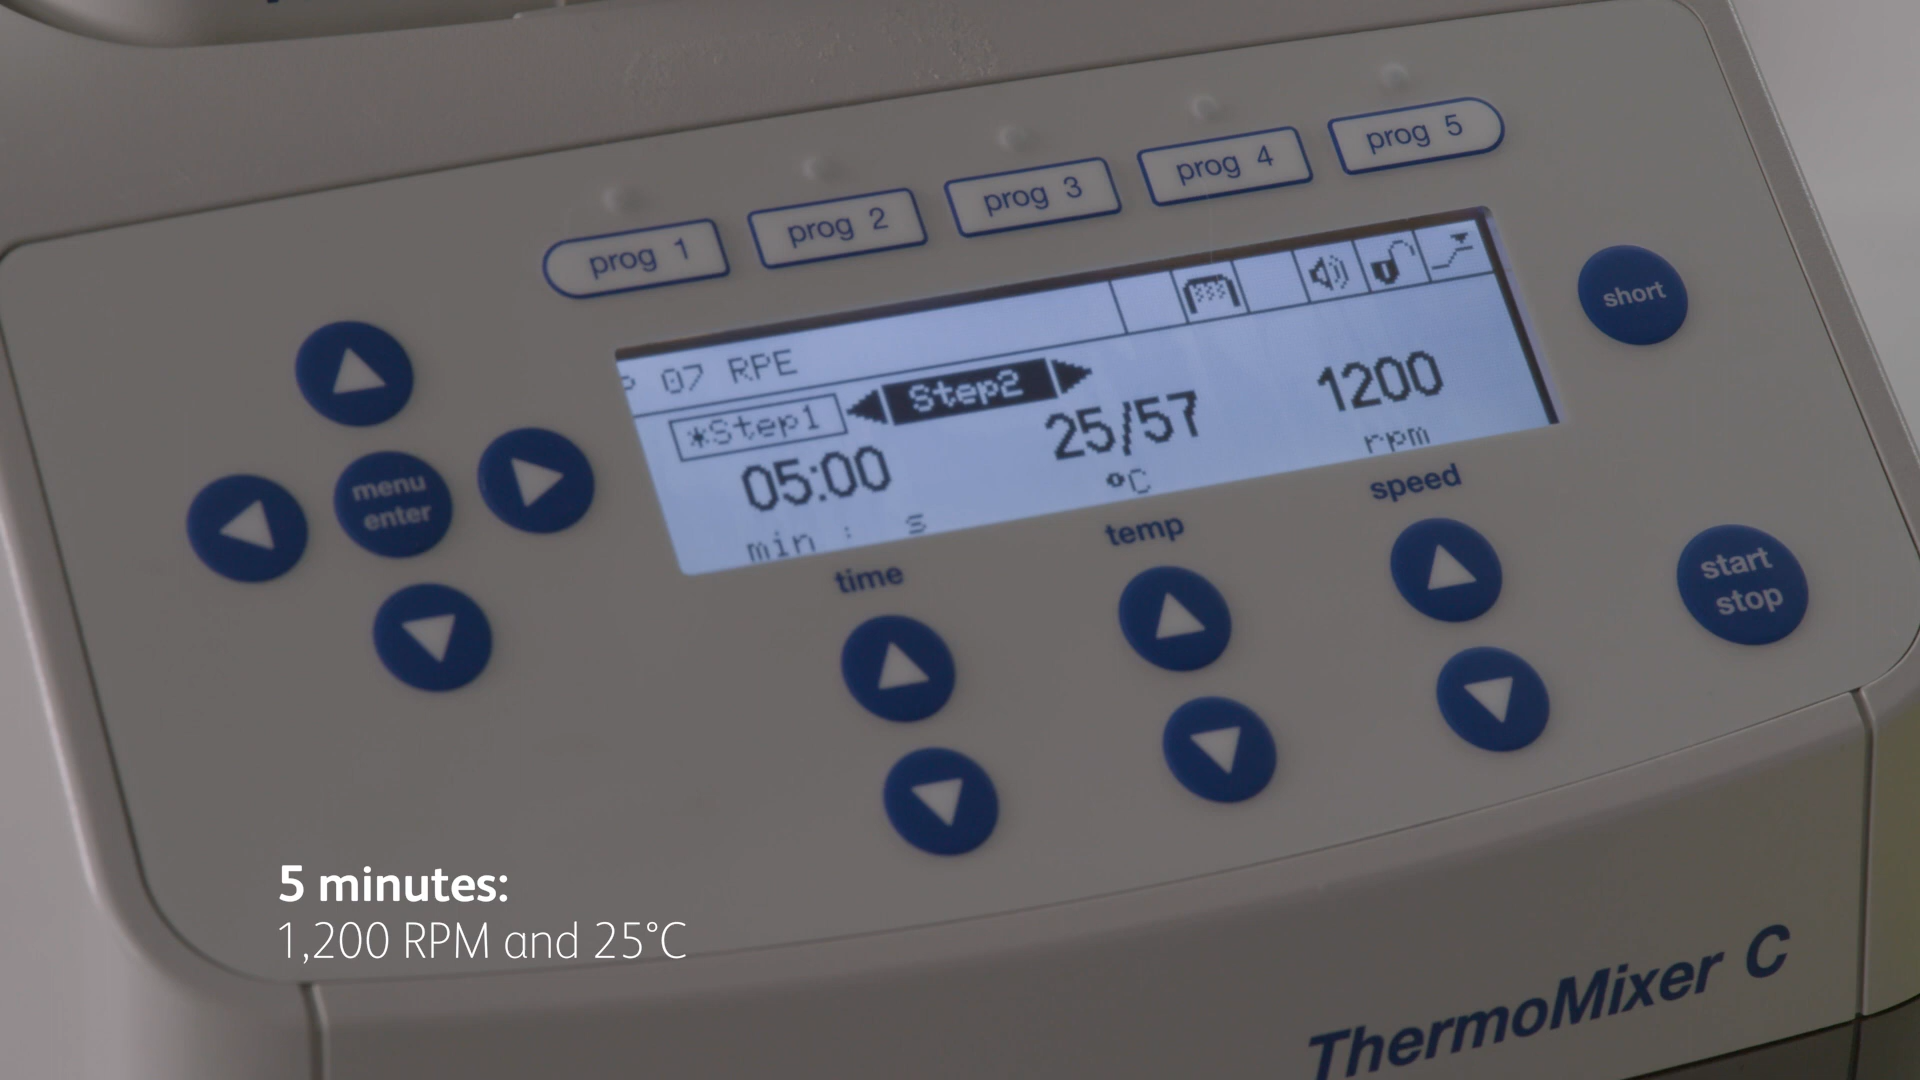 prog 1
prog 2
prog 3
prog 4
prog 5
short
P 07 RPE
*Step1
Step2
05:00
25/57
1200
min : s
°C
rpm
menu
enter
time
temp
speed
start
stop
5 minutes:
1,200 RPM and 25°C
ThermoMixer C